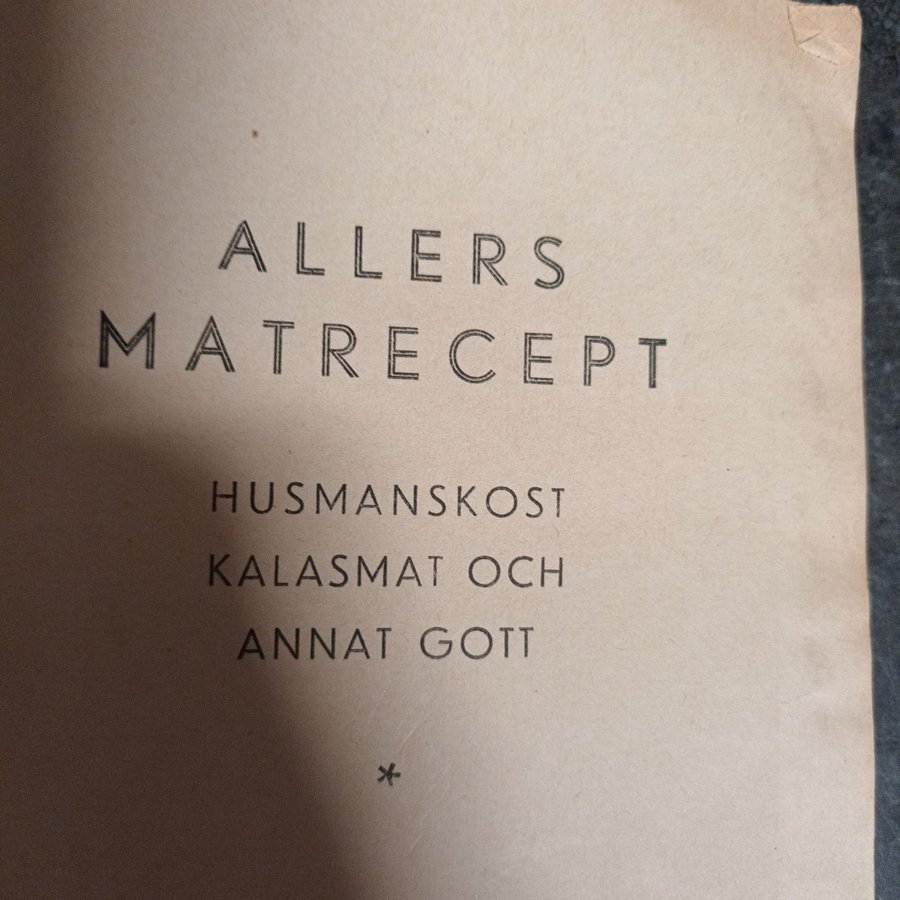 ALLERS
MATRECEPT
HUSMANSKOST
KALASMAT OCH
ANNAT GOTT
*